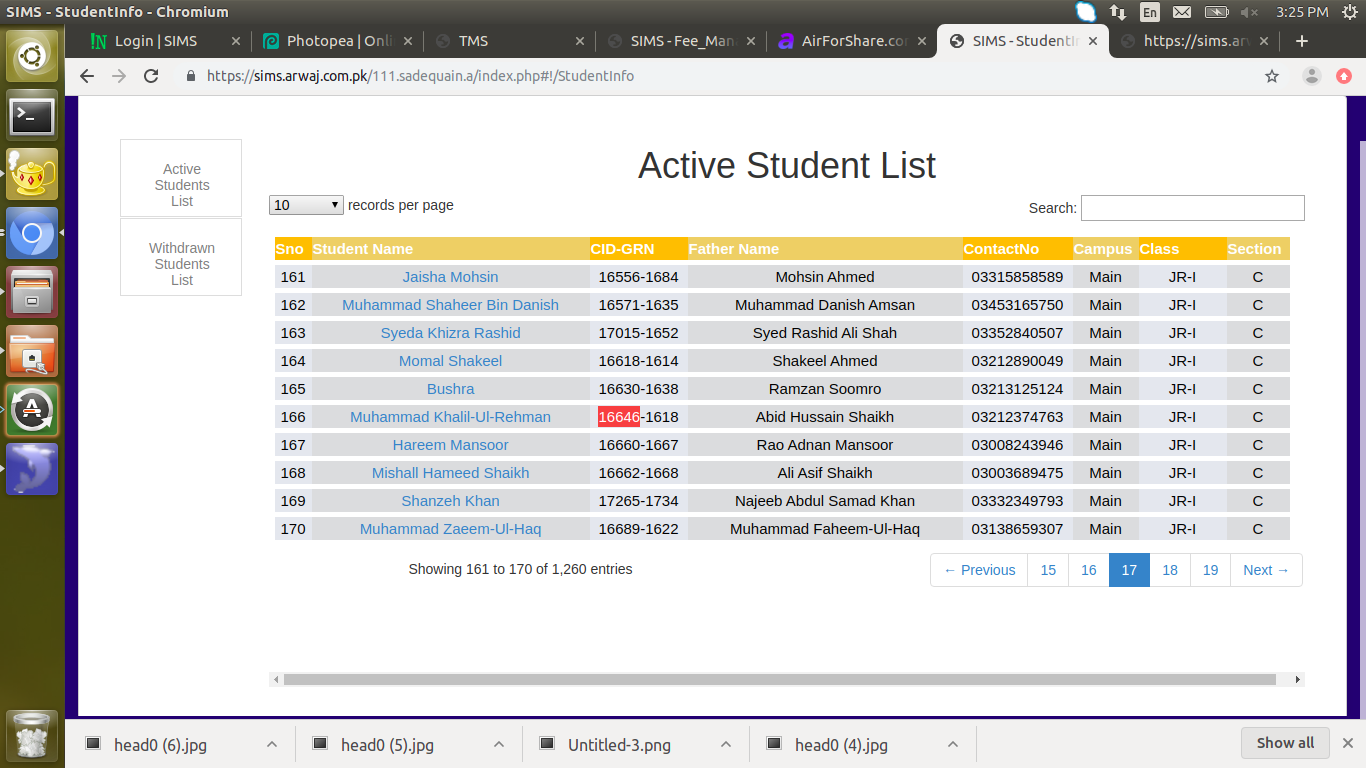 SIMS - StudentInfo - Chromium
En
3:25 PM
Login | SIMS
Photopea | Onli
TMS
SIMS - Fee_Man
AirForShare.co
SIMS - StudentI
https://sims.arw
https://sims.arwaj.com.pk/111.sadequain.a/index.php#!/StudentInfo
Active Students List
Withdrawn Students List
Active Student List
10 records per page
Search:
Sno Student Name CID-GRN Father Name ContactNo Campus Class Section
161 Jaisha Mohsin 16556-1684 Mohsin Ahmed 03315858589 Main JR-I C
162 Muhammad Shaheer Bin Danish 16571-1635 Muhammad Danish Amsan 03453165750 Main JR-I C
163 Syeda Khizra Rashid 17015-1652 Syed Rashid Ali Shah 03352840507 Main JR-I C
164 Momal Shakeel 16618-1614 Shakeel Ahmed 03212890049 Main JR-I C
165 Bushra 16630-1638 Ramzan Soomro 03213125124 Main JR-I C
166 Muhammad Khalil-Ul-Rehman 16646-1618 Abid Hussain Shaikh 03212374763 Main JR-I C
167 Hareem Mansoor 16660-1667 Rao Adnan Mansoor 03008243946 Main JR-I C
168 Mishall Hameed Shaikh 16662-1668 Ali Asif Shaikh 03003689475 Main JR-I C
169 Shanzeh Khan 17265-1734 Najeeb Abdul Samad Khan 03332349793 Main JR-I C
170 Muhammad Zaeem-Ul-Haq 16689-1622 Muhammad Faheem-Ul-Haq 03138659307 Main JR-I C
Showing 161 to 170 of 1,260 entries
← Previous 15 16 17 18 19 Next →
head0 (6).jpg
head0 (5).jpg
Untitled-3.png
head0 (4).jpg
Show all